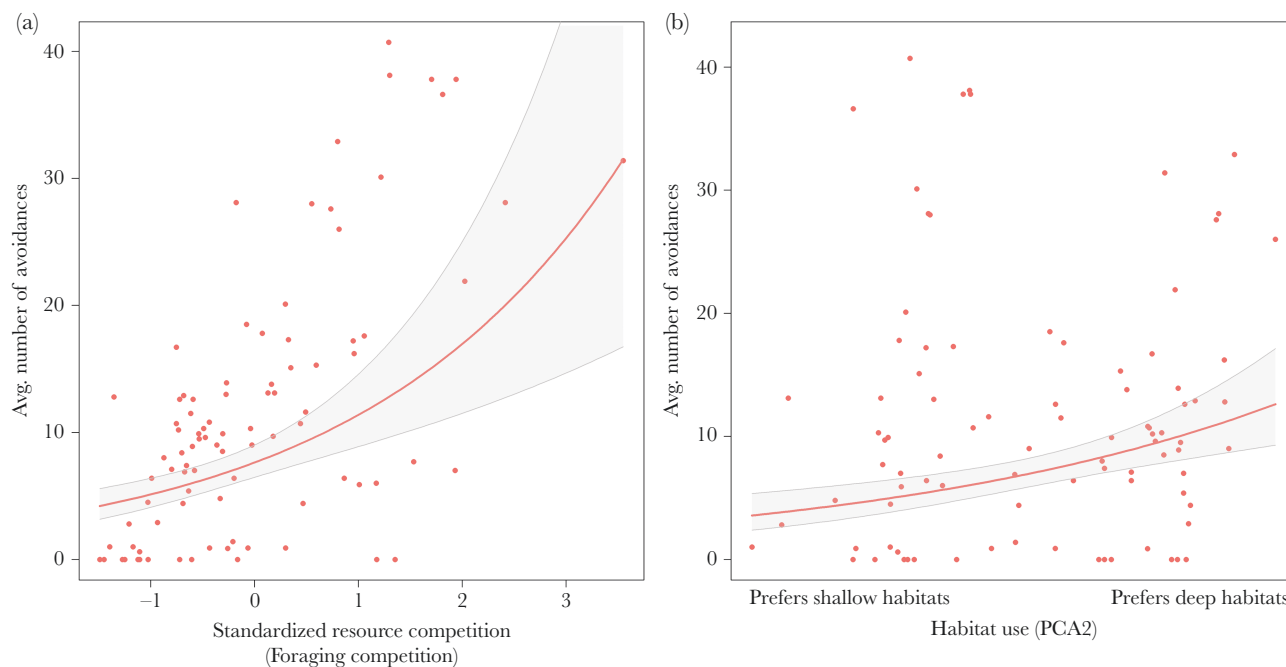 (a)
40
30
20
10
0
Avg. number of avoidances
−1 0 1 2 3
Standardized resource competition
(Foraging competition)
(b)
40
30
20
10
0
Avg. number of avoidances
Prefers shallow habitats Prefers deep habitats
Habitat use (PCA2)